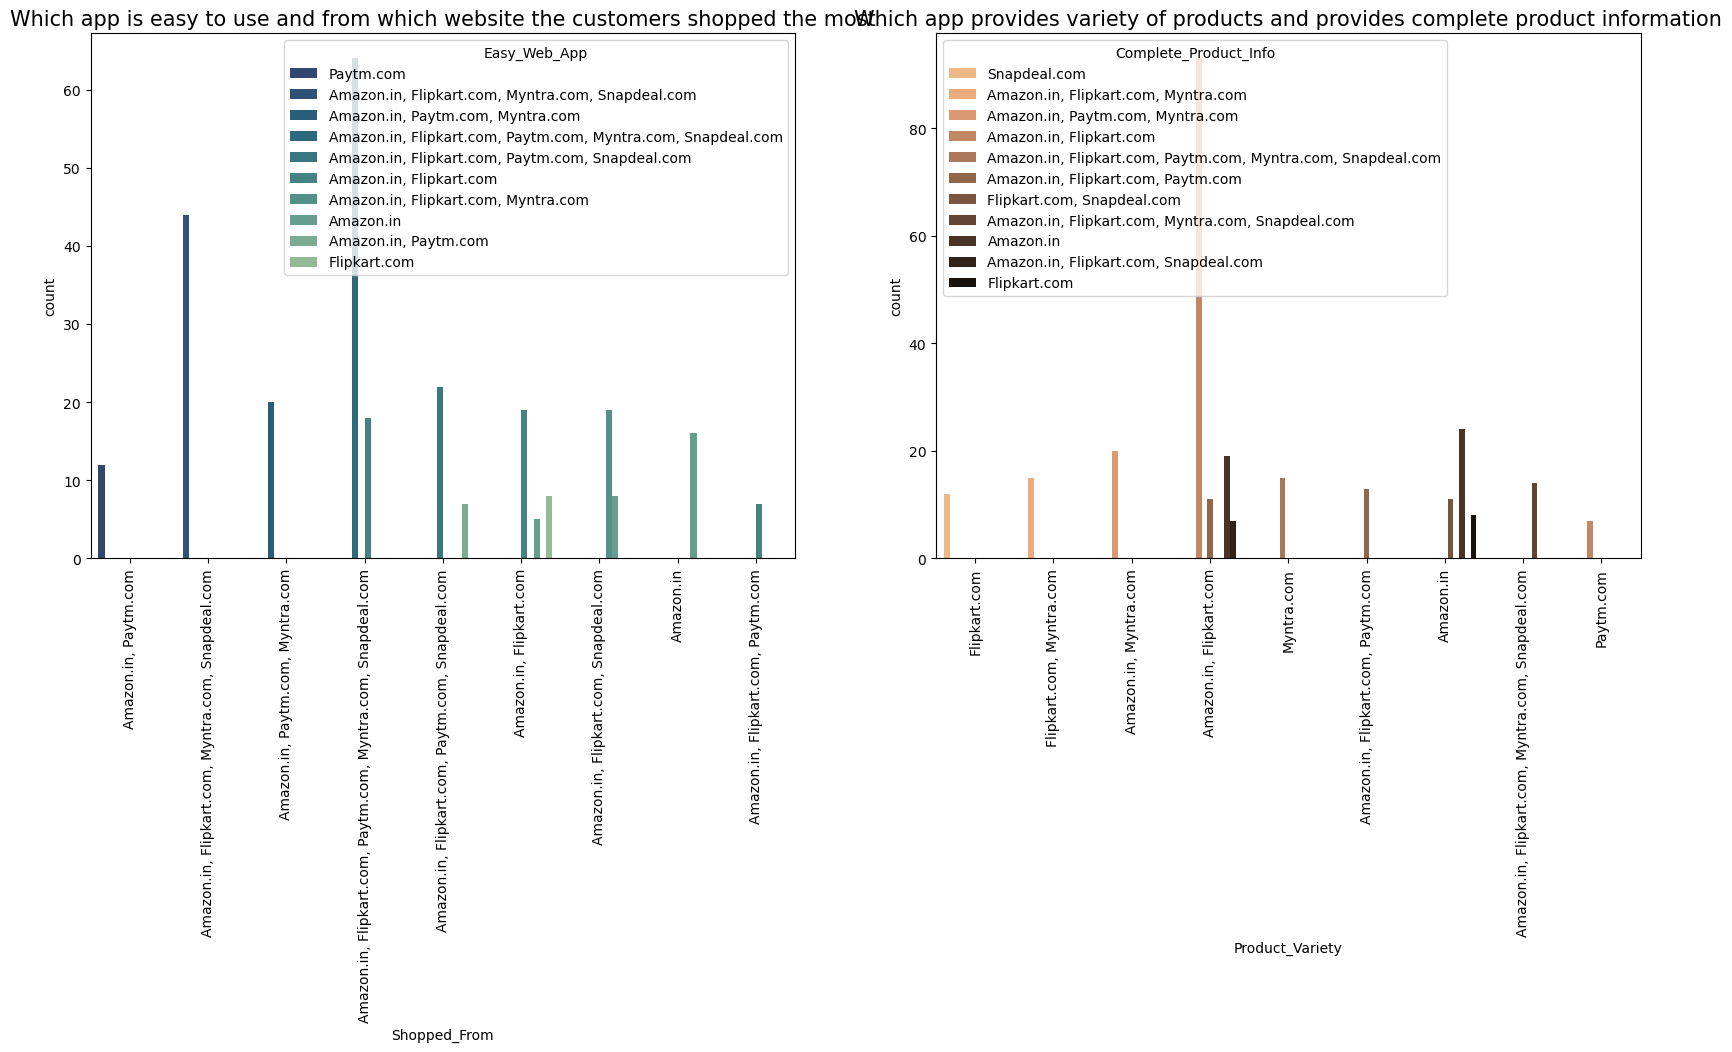 Which app is easy to use and from which website the customers shopped the most
Easy_Web_App
Paytm.com
Amazon.in, Flipkart.com, Myntra.com, Snapdeal.com
Amazon.in, Paytm.com, Myntra.com
Amazon.in, Flipkart.com, Paytm.com, Myntra.com, Snapdeal.com
Amazon.in, Flipkart.com, Paytm.com, Snapdeal.com
Amazon.in, Flipkart.com
Amazon.in, Flipkart.com, Myntra.com
Amazon.in
Amazon.in, Paytm.com
Flipkart.com
60
50
40
30
20
10
0
count
Amazon.in, Paytm.com
Amazon.in, Flipkart.com, Myntra.com, Snapdeal.com
Amazon.in, Paytm.com, Myntra.com
Amazon.in, Flipkart.com, Paytm.com, Myntra.com, Snapdeal.com
Amazon.in, Flipkart.com, Paytm.com, Snapdeal.com
Amazon.in, Flipkart.com
Amazon.in, Flipkart.com, Snapdeal.com
Amazon.in
Amazon.in, Flipkart.com, Paytm.com
Shopped_From
Which app provides variety of products and provides complete product information
Complete_Product_Info
Snapdeal.com
Amazon.in, Flipkart.com, Myntra.com
Amazon.in, Paytm.com, Myntra.com
Amazon.in, Flipkart.com
Amazon.in, Flipkart.com, Paytm.com, Myntra.com, Snapdeal.com
Amazon.in, Flipkart.com, Paytm.com
Flipkart.com, Snapdeal.com
Amazon.in, Flipkart.com, Myntra.com, Snapdeal.com
Amazon.in
Amazon.in, Flipkart.com, Snapdeal.com
Flipkart.com
80
60
40
20
0
count
Flipkart.com
Flipkart.com, Myntra.com
Amazon.in, Myntra.com
Amazon.in, Flipkart.com
Myntra.com
Amazon.in, Flipkart.com, Paytm.com
Amazon.in
Amazon.in, Flipkart.com, Myntra.com, Snapdeal.com
Paytm.com
Product_Variety